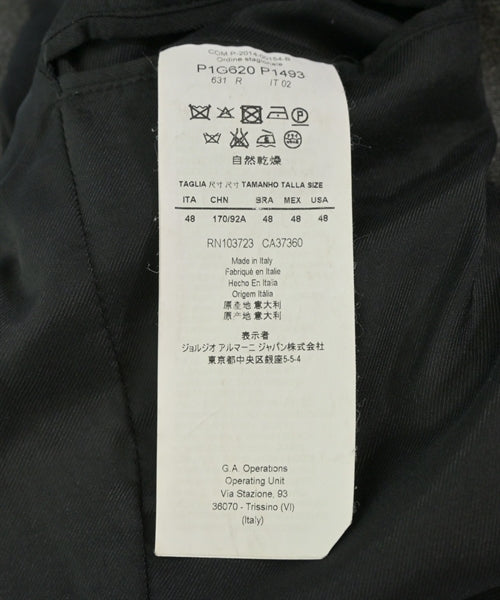 COM P-2014-00154-R
Ordine stagionale
P1G620 P1493
631 R IT 02
自然乾燥
TAGLIA 尺寸 尺寸 TAMANHO TALLA SIZE
ITA CHN BRA MEX USA
48 170/92A 48 48 48
RN103723 CA37360
Made in Italy
Fabriqué en Italie
Hecho En Italia
Origem Itália
原産地 意大利
原产地 意大利
表示者
ジョルジオ アルマーニ ジャパン株式会社
東京都中央区銀座5-5-4
G.A. Operations
Operating Unit
Via Stazione, 93
36070 - Trissino (VI)
(Italy)